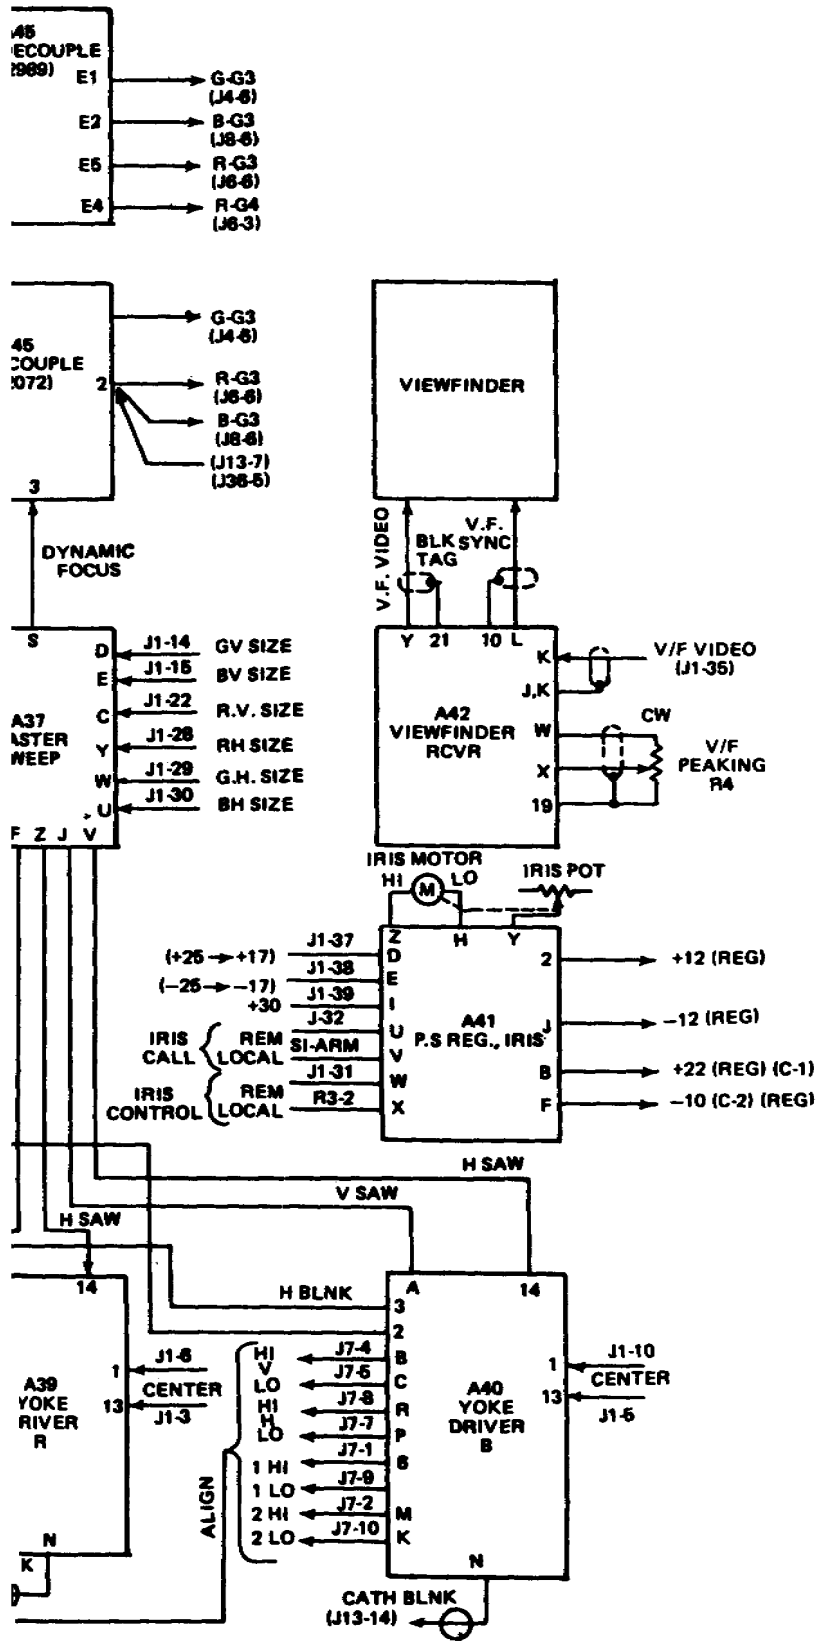 A45
ECOUPLE
2989)
E1
G-G3
(J4-6)
E2
B-G3
(J8-6)
E5
R-G3
(J6-6)
E4
R-G4
(J6-3)
G-G3
(J4-6)
45
COUPLE
2072)
2
R-G3
(J6-6)
B-G3
(J8-6)
(J13-7)
(J36-5)
3
VIEWFINDER
DYNAMIC
FOCUS
V.F. VIDEO
BLK
TAG
V.F.
SYNC
S
D
J1-14
GV SIZE
E
J1-15
BV SIZE
C
J1-22
R.V. SIZE
Y
J1-28
RH SIZE
W
J1-29
G.H. SIZE
U
J1-30
BH SIZE
A37
ASTER
WEEP
F Z J V
Y 21 10 L
K
V/F VIDEO
(J1-35)
J,K
A42
VIEWFINDER
RCVR
W
CW
X
V/F
PEAKING
R4
19
IRIS MOTOR
HI
M
LO
IRIS POT
Z
H
Y
(+25→+17)
J1-37
D
(−25→−17)
J1-38
E
+30
J1-39
I
IRIS
CALL
REM
J-32
U
LOCAL
SI-ARM
V
IRIS
CONTROL
REM
J1-31
W
LOCAL
R3-2
X
A41
P.S REG., IRIS
2
+12 (REG)
J
−12 (REG)
B
+22 (REG) (C-1)
F
−10 (C-2) (REG)
H SAW
V SAW
H SAW
14
H BLNK
A
14
3
2
A39
YOKE
RIVER
R
1
J1-6
CENTER
13
J1-3
N
K
ALIGN
HI
V
LO
J7-4
B
J7-5
C
HI
H
LO
J7-8
R
J7-7
P
1 HI
J7-1
1 LO
J7-9
2 HI
J7-2
M
2 LO
J7-10
K
A40
YOKE
DRIVER
B
1
J1-10
CENTER
13
J1-5
N
CATH BLNK
(J13-14)